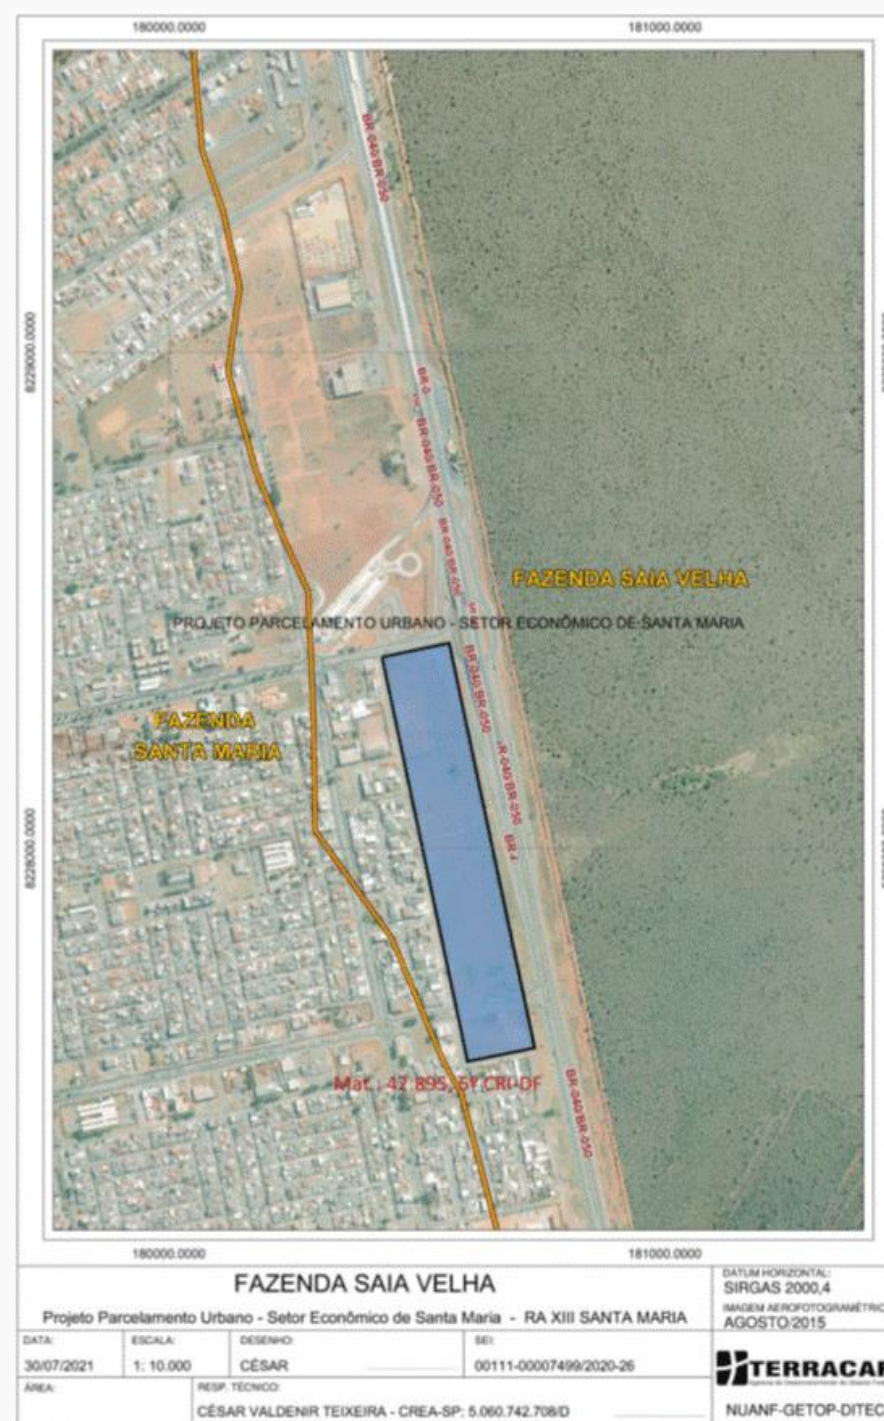 180000.0000
181000.0000
BR-040/BR-050
8229000.0000
BR-0
BR-040/BR-050
BR-040/BR-050
FAZENDA SAIA VELHA
PROJETO PARCELAMENTO URBANO - SETOR ECONÔMICO DE SANTA MARIA
BR-040/BR-050
FAZENDA
SANTA MARIA
R-040/BR-050
8228000.0000
Mat.: 42 895, 5º CRI-DF
BR-040/BR-050
180000.0000
181000.0000
FAZENDA SAIA VELHA
Projeto Parcelamento Urbano - Setor Econômico de Santa Maria - RA XIII SANTA MARIA
DATUM HORIZONTAL:
SIRGAS 2000,4
IMAGEM AEROFOTOGRAMÉTRIC
AGOSTO/2015
DATA:
30/07/2021
ESCALA:
1: 10.000
DESENHO:
CÉSAR
SEI:
00111-00007499/2020-26
TERRACAP
ÁREA:
RESP. TÉCNICO:
CÉSAR VALDENIR TEIXEIRA - CREA-SP: 5.060.742.708/D
NUANF-GETOP-DITEC